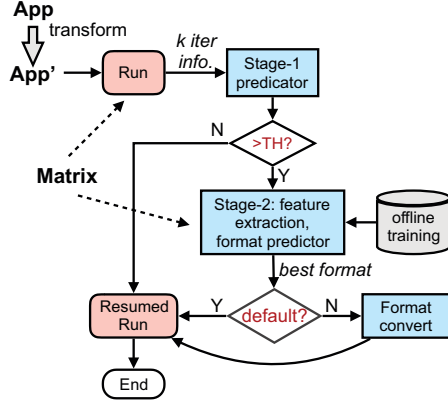 App
transform
App'
Run
k iter
info.
Stage-1
predicator
N
>TH?
Y
Matrix
Stage-2: feature
extraction,
format predictor
offline
training
best format
Resumed
Run
Y
default?
N
Format
convert
End